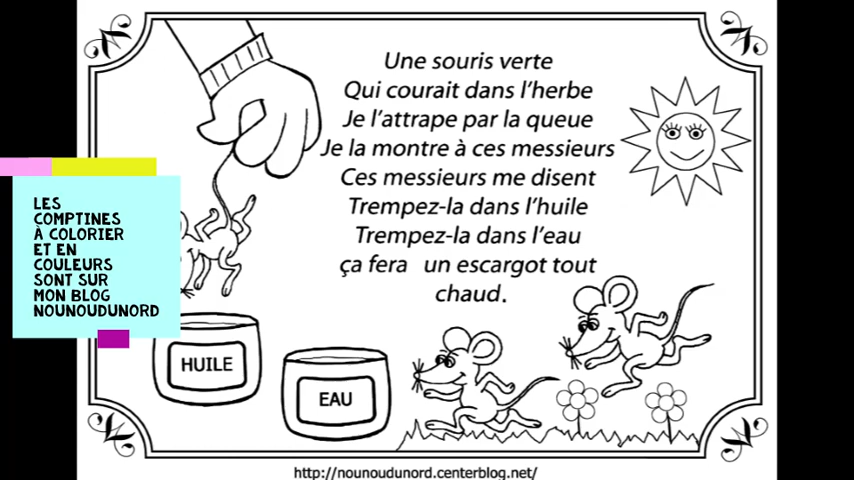 Une souris verte
Qui courait dans l'herbe
Je l'attrape par la queue
Je la montre à ces messieurs
Ces messieurs me disent
Trempez-la dans l'huile
Trempez-la dans l'eau
ça fera un escargot tout
chaud.
LES
COMPTINES
À COLORIER
ET EN
COULEURS
SONT SUR
MON BLOG
NOUNOUDUNORD
HUILE
EAU
http://nounoudunord.centerblog.net/